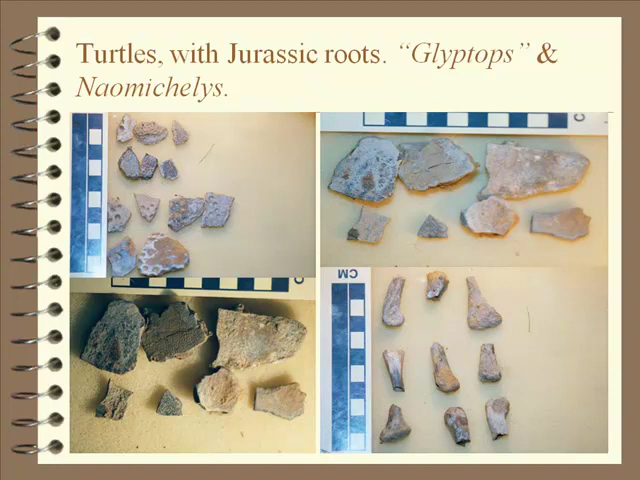 Turtles, with Jurassic roots. “Glyptops” &
Naomichelys.
CM